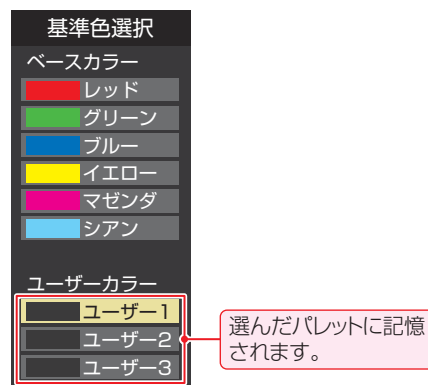 基準色選択
ベースカラー
レッド
グリーン
ブルー
イエロー
マゼンダ
シアン
ユーザーカラー
ユーザー1
ユーザー2
ユーザー3
選んだパレットに記憶
されます。